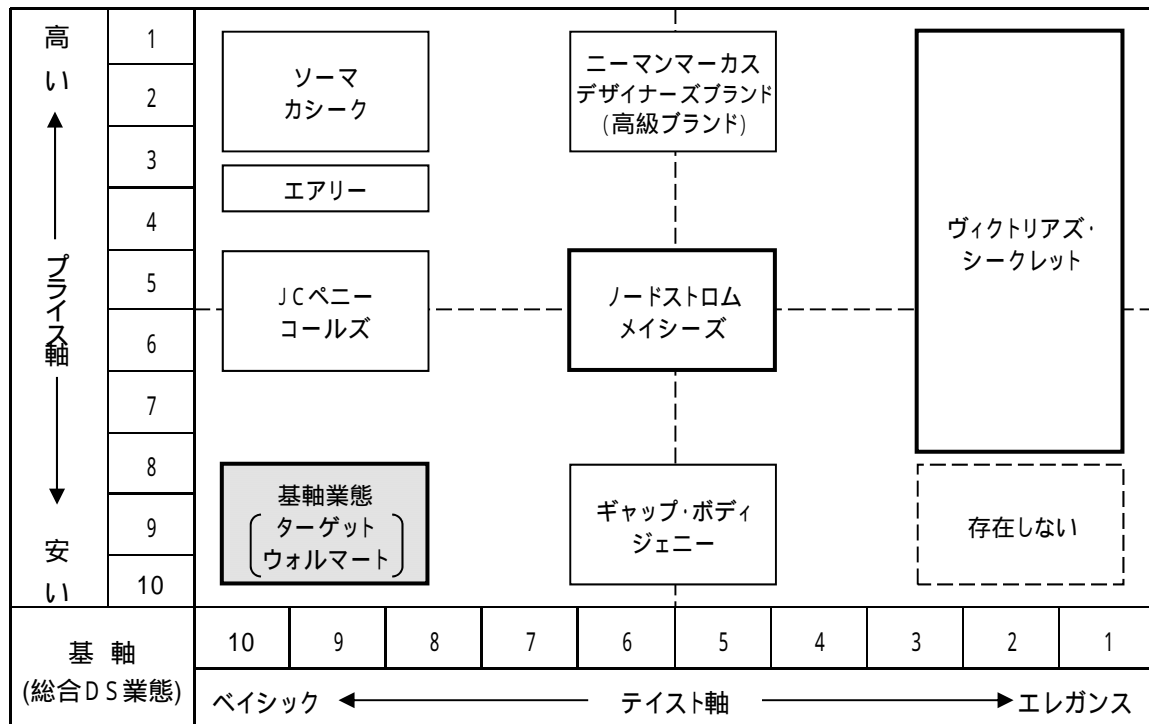 高い
プライス軸
安い
1
2
3
4
5
6
7
8
9
10
ソーマ
カシーク
エアリー
JCペニー
コールズ
基軸業態
ターゲット
ウォルマート
ニーマンマーカス
デザイナーズブランド
(高級ブランド)
ノードストロム
メイシーズ
ギャップ・ボディ
ジェニー
ヴィクトリアズ・
シークレット
存在しない
基 軸
(総合DS業態)
10 9 8 7 6 5 4 3 2 1
ベイシック テイスト軸 エレガンス